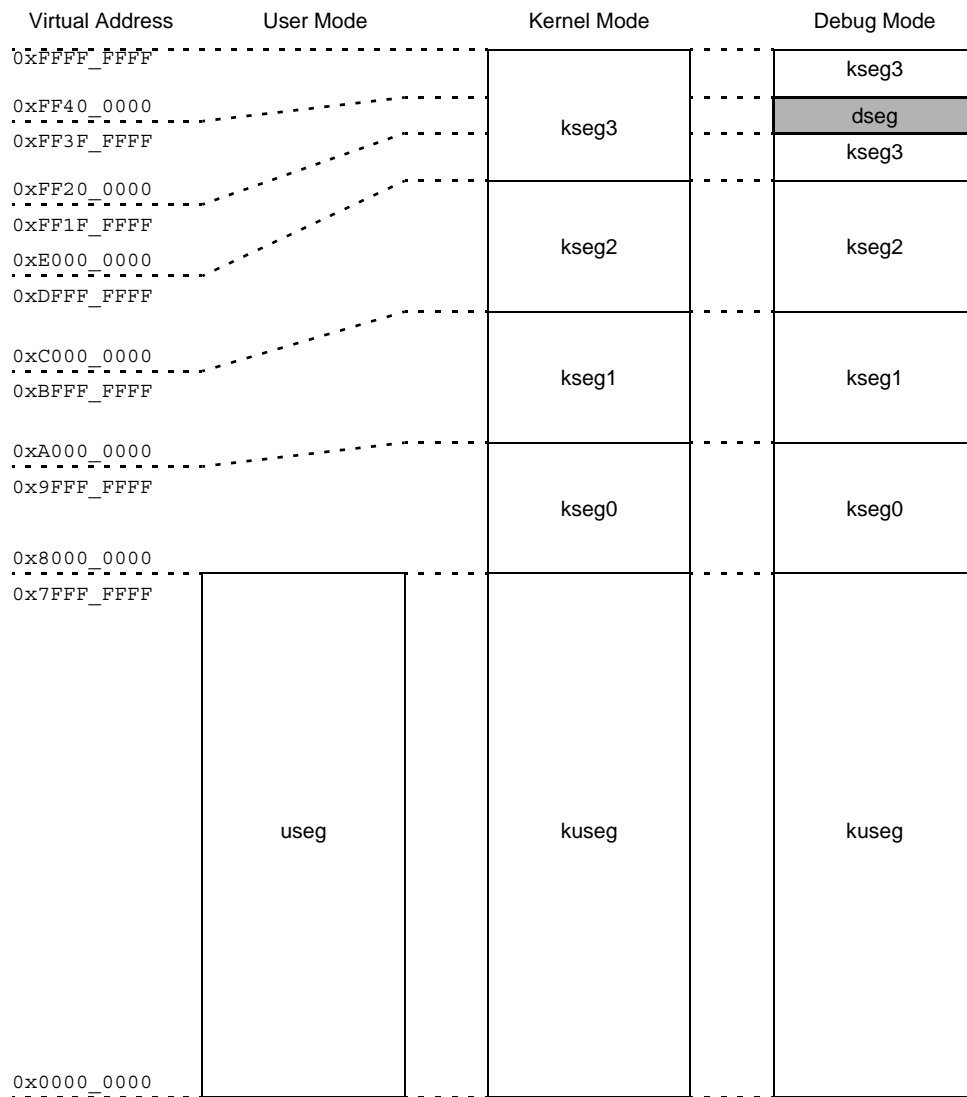 Virtual Address User Mode Kernel Mode Debug Mode
0xFFFF_FFFF
kseg3
0xFF40_0000
dseg
kseg3
0xFF3F_FFFF
kseg3
0xFF20_0000
0xFF1F_FFFF
kseg2 kseg2
0xE000_0000
0xDFFF_FFFF
0xC000_0000
kseg1 kseg1
0xBFFF_FFFF
0xA000_0000
0x9FFF_FFFF
kseg0 kseg0
0x8000_0000
0x7FFF_FFFF
useg kuseg kuseg
0x0000_0000